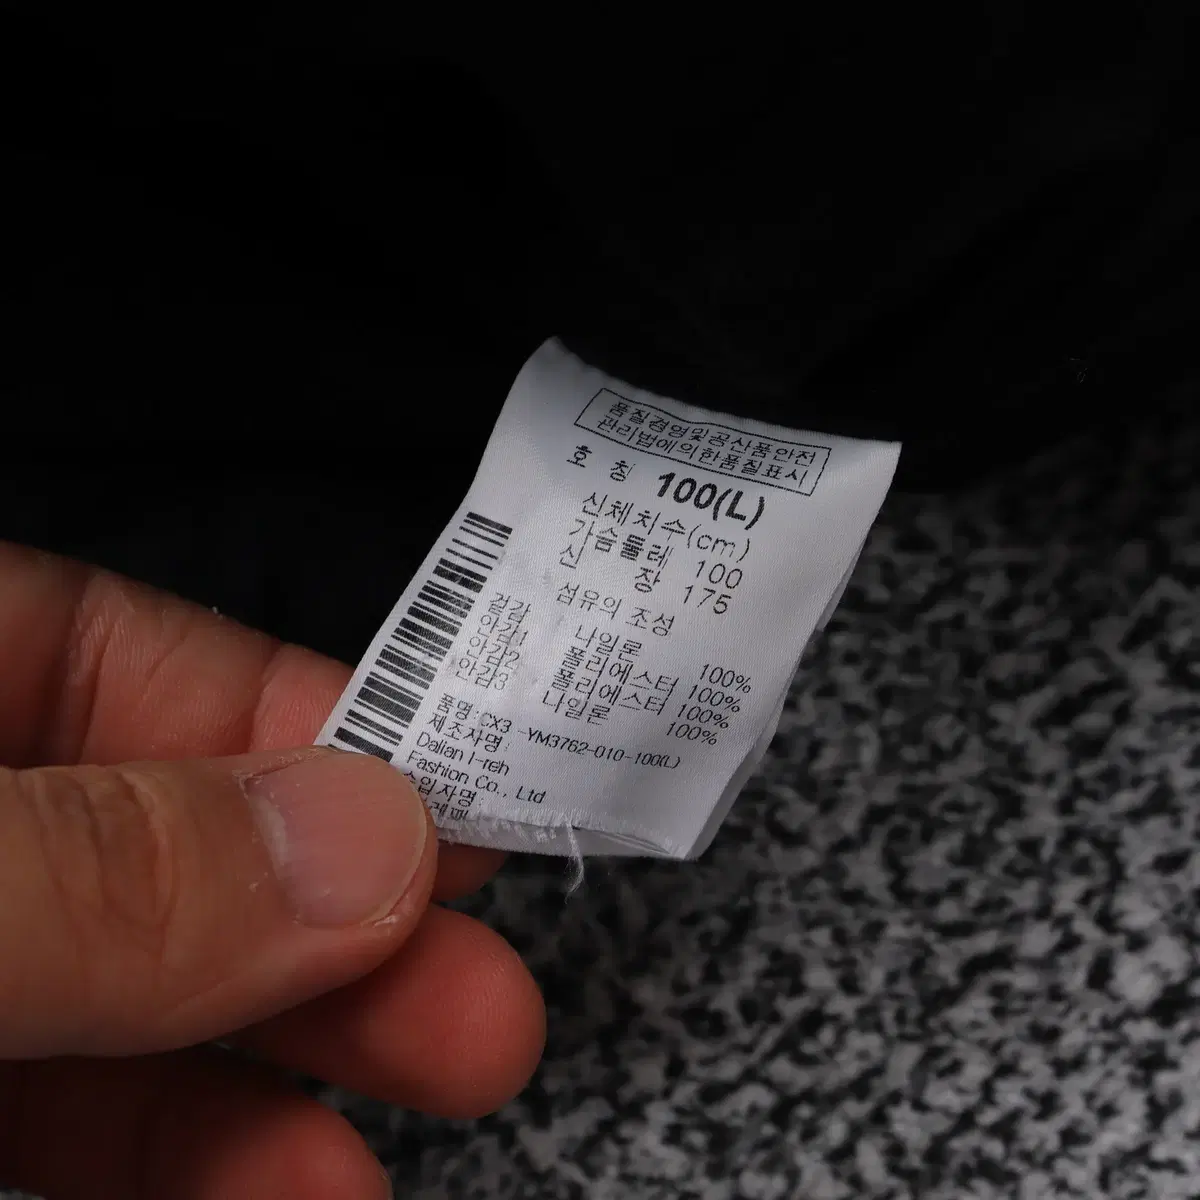 품질경영및공산품안전
관리법에의한품질표시
호 칭 100(L)
신체치수(cm)
가슴둘레 100
신 장 175
섬유의 조성
겉감 나일론 100%
안감1 폴리에스터 100%
안감2 폴리에스터 100%
안감3 나일론 100%
품명:CX3-YM3762-010-100(L)
제조자명:
Dalian I-reh
Fashion Co., Ltd
수입자명